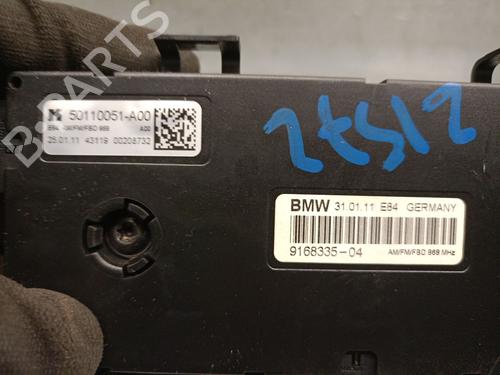 B-PARTS
M 50110051-A00
E84 AM/FM/FBD 868 A00
25.01.11 43119 00208732
BMW 31.01.11 E84 GERMANY
9168335-04
AM/FM/FBD 868 MHz